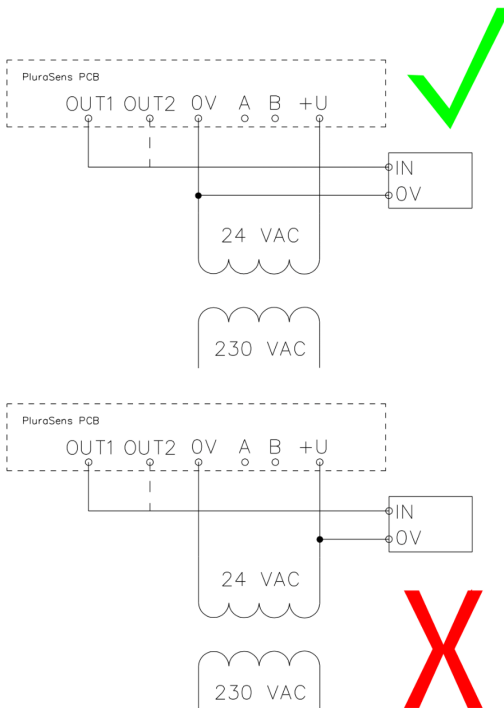 PluraSens PCB
OUT1 OUT2 0V A B +U
IN
0V
24 VAC
230 VAC
PluraSens PCB
OUT1 OUT2 0V A B +U
IN
0V
24 VAC
230 VAC